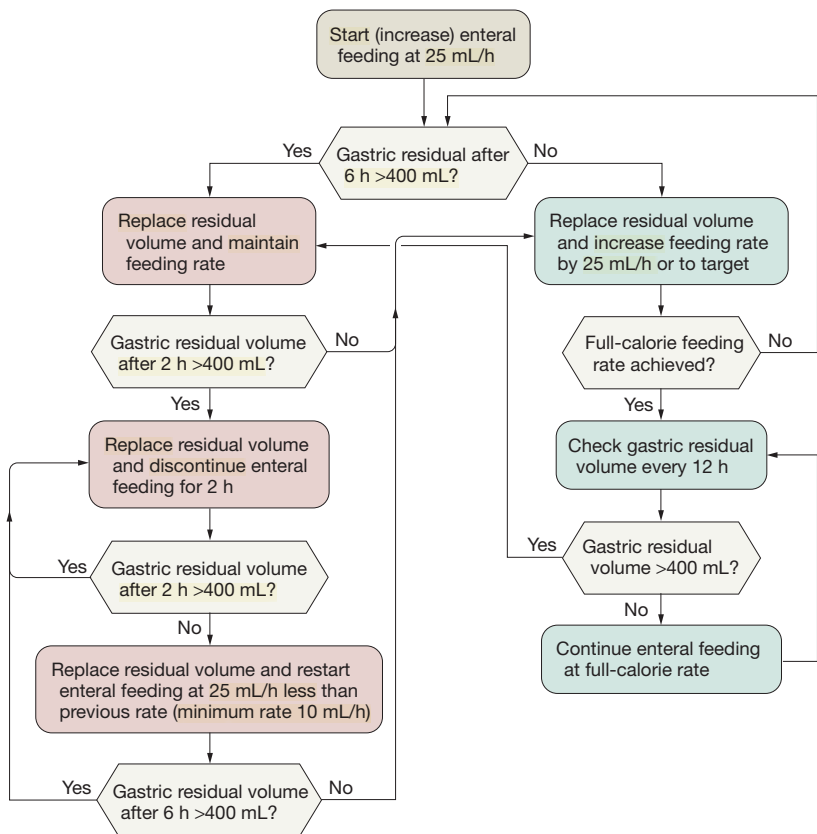 Start (increase) enteral
feeding at 25 mL/h
Gastric residual after
6 h >400 mL?
Yes
No
Replace residual
volume and maintain
feeding rate
Replace residual volume
and increase feeding rate
by 25 mL/h or to target
Gastric residual volume
after 2 h >400 mL?
No
Yes
Full-calorie feeding
rate achieved?
No
Yes
Replace residual volume
and discontinue enteral
feeding for 2 h
Check gastric residual
volume every 12 h
Gastric residual volume
after 2 h >400 mL?
Yes
No
Gastric residual
volume >400 mL?
Yes
No
Replace residual volume and restart
enteral feeding at 25 mL/h less than
previous rate (minimum rate 10 mL/h)
Continue enteral feeding
at full-calorie rate
Gastric residual volume
after 6 h >400 mL?
Yes
No